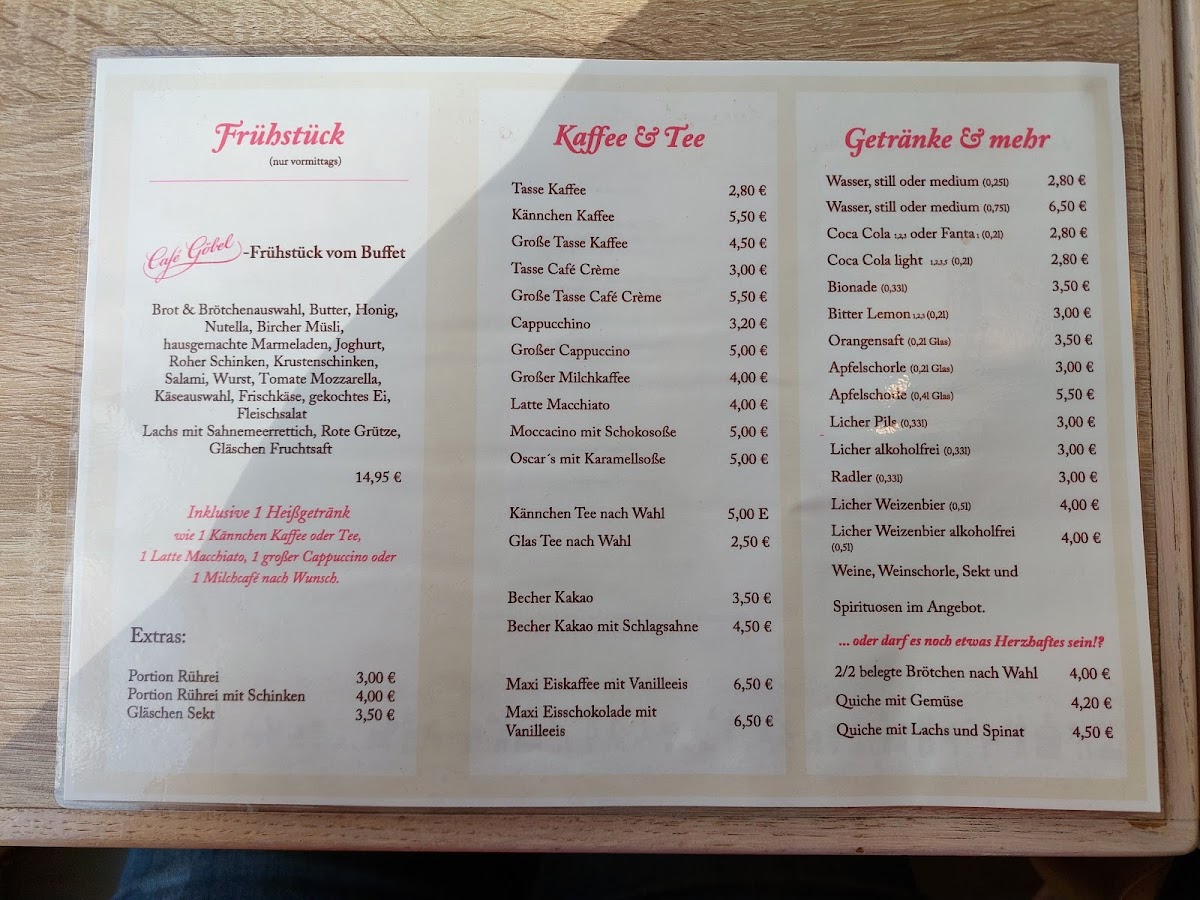 Frühstück
(nur vormittags)
Café Göbel-Frühstück vom Buffet
Brot & Brötchenauswahl, Butter, Honig,
Nutella, Bircher Müsli,
hausgemachte Marmeladen, Joghurt,
Roher Schinken, Krustenschinken,
Salami, Wurst, Tomate Mozzarella,
Käseauswahl, Frischkäse, gekochtes Ei,
Fleischsalat
Lachs mit Sahnemeerrettich, Rote Grütze,
Gläschen Fruchtsaft
14,95 €
Inklusive 1 Heißgetränk
wie 1 Kännchen Kaffee oder Tee,
1 Latte Macchiato, 1 großer Cappuccino oder
1 Milchcafé nach Wunsch.
Extras:
Portion Rührei 3,00 €
Portion Rührei mit Schinken 4,00 €
Gläschen Sekt 3,50 €
Kaffee & Tee
Tasse Kaffee 2,80 €
Kännchen Kaffee 5,50 €
Große Tasse Kaffee 4,50 €
Tasse Café Crème 3,00 €
Große Tasse Café Crème 5,50 €
Cappucchino 3,20 €
Großer Cappuccino 5,00 €
Großer Milchkaffee 4,00 €
Latte Macchiato 4,00 €
Moccacino mit Schokosoße 5,00 €
Oscar´s mit Karamellsoße 5,00 €
Kännchen Tee nach Wahl 5,00 E
Glas Tee nach Wahl 2,50 €
Becher Kakao 3,50 €
Becher Kakao mit Schlagsahne 4,50 €
Maxi Eiskaffee mit Vanilleeis 6,50 €
Maxi Eisschokolade mit
Vanilleeis 6,50 €
Getränke & mehr
Wasser, still oder medium (0,25l) 2,80 €
Wasser, still oder medium (0,75l) 6,50 €
Coca Cola 1,2,3 oder Fanta 1 (0,2l) 2,80 €
Coca Cola light 1,2,3,5 (0,2l) 2,80 €
Bionade (0,33l) 3,50 €
Bitter Lemon 1,2,3 (0,2l) 3,00 €
Orangensaft (0,2l Glas) 3,50 €
Apfelschorle (0,2l Glas) 3,00 €
Apfelschorle (0,4l Glas) 5,50 €
Licher Pils (0,33l) 3,00 €
Licher alkoholfrei (0,33l) 3,00 €
Radler (0,33l) 3,00 €
Licher Weizenbier (0,5l) 4,00 €
Licher Weizenbier alkoholfrei
(0,5l) 4,00 €
Weine, Weinschorle, Sekt und
Spirituosen im Angebot.
... oder darf es noch etwas Herzhaftes sein!?
2/2 belegte Brötchen nach Wahl 4,00 €
Quiche mit Gemüse 4,20 €
Quiche mit Lachs und Spinat 4,50 €